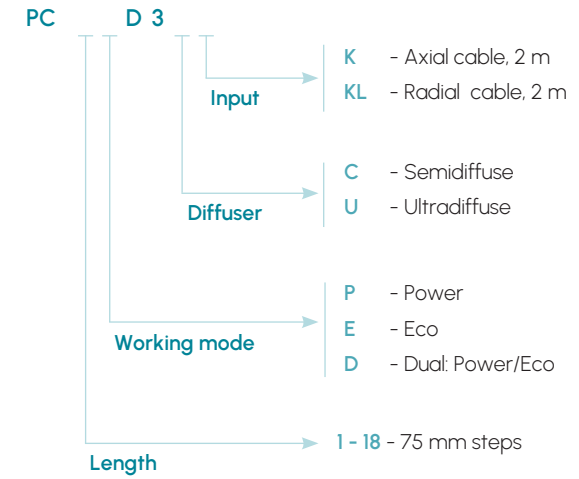 PC D 3
K - Axial cable, 2 m
KL - Radial cable, 2 m
Input
C - Semidiffuse
U - Ultradiffuse
Diffuser
P - Power
E - Eco
D - Dual: Power/Eco
Working mode
1 - 18 - 75 mm steps
Length